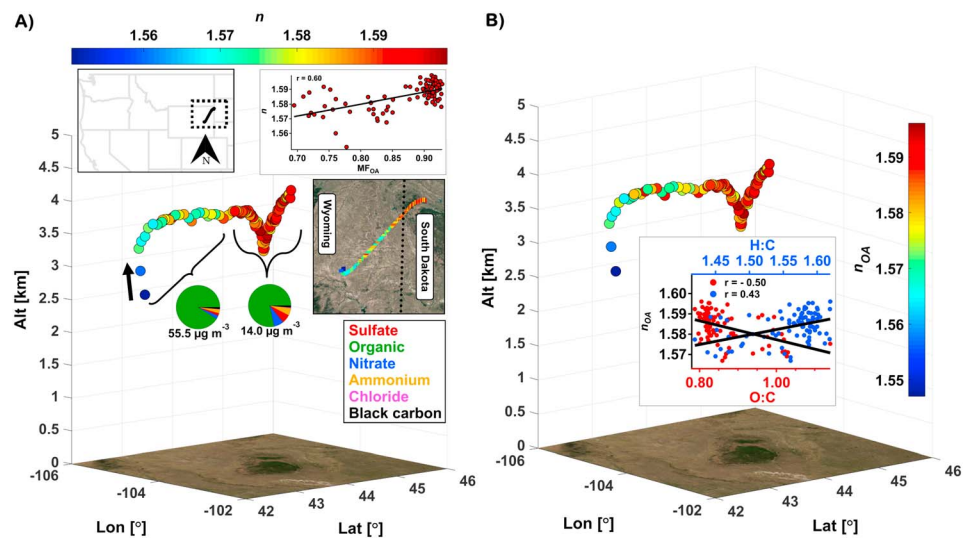 A)
n
1.56 1.57 1.58 1.59
N
r = 0.60
n
1.59
1.58
1.56
0.70 0.75 0.80 0.85 0.90
MF_OA
Wyoming
South Dakota
55.5 µg m⁻³
14.0 µg m⁻³
Sulfate
Organic
Nitrate
Ammonium
Chloride
Black carbon
Alt [km]
5
4.5
4
3.5
3
2.5
2
1.5
1
0.5
0
-106
-104
-102
Lon [°]
42 43 44 45 46
Lat [°]
B)
Alt [km]
5
4.5
4
3.5
3
2.5
2
1.5
1
0.5
0
-106
-104
-102
Lon [°]
42 43 44 45 46
Lat [°]
H:C
1.45 1.50 1.55 1.60
r = - 0.50
r = 0.43
n_OA
1.60
1.59
1.58
1.57
0.80 1.00
O:C
n_OA
1.59
1.58
1.57
1.56
1.55